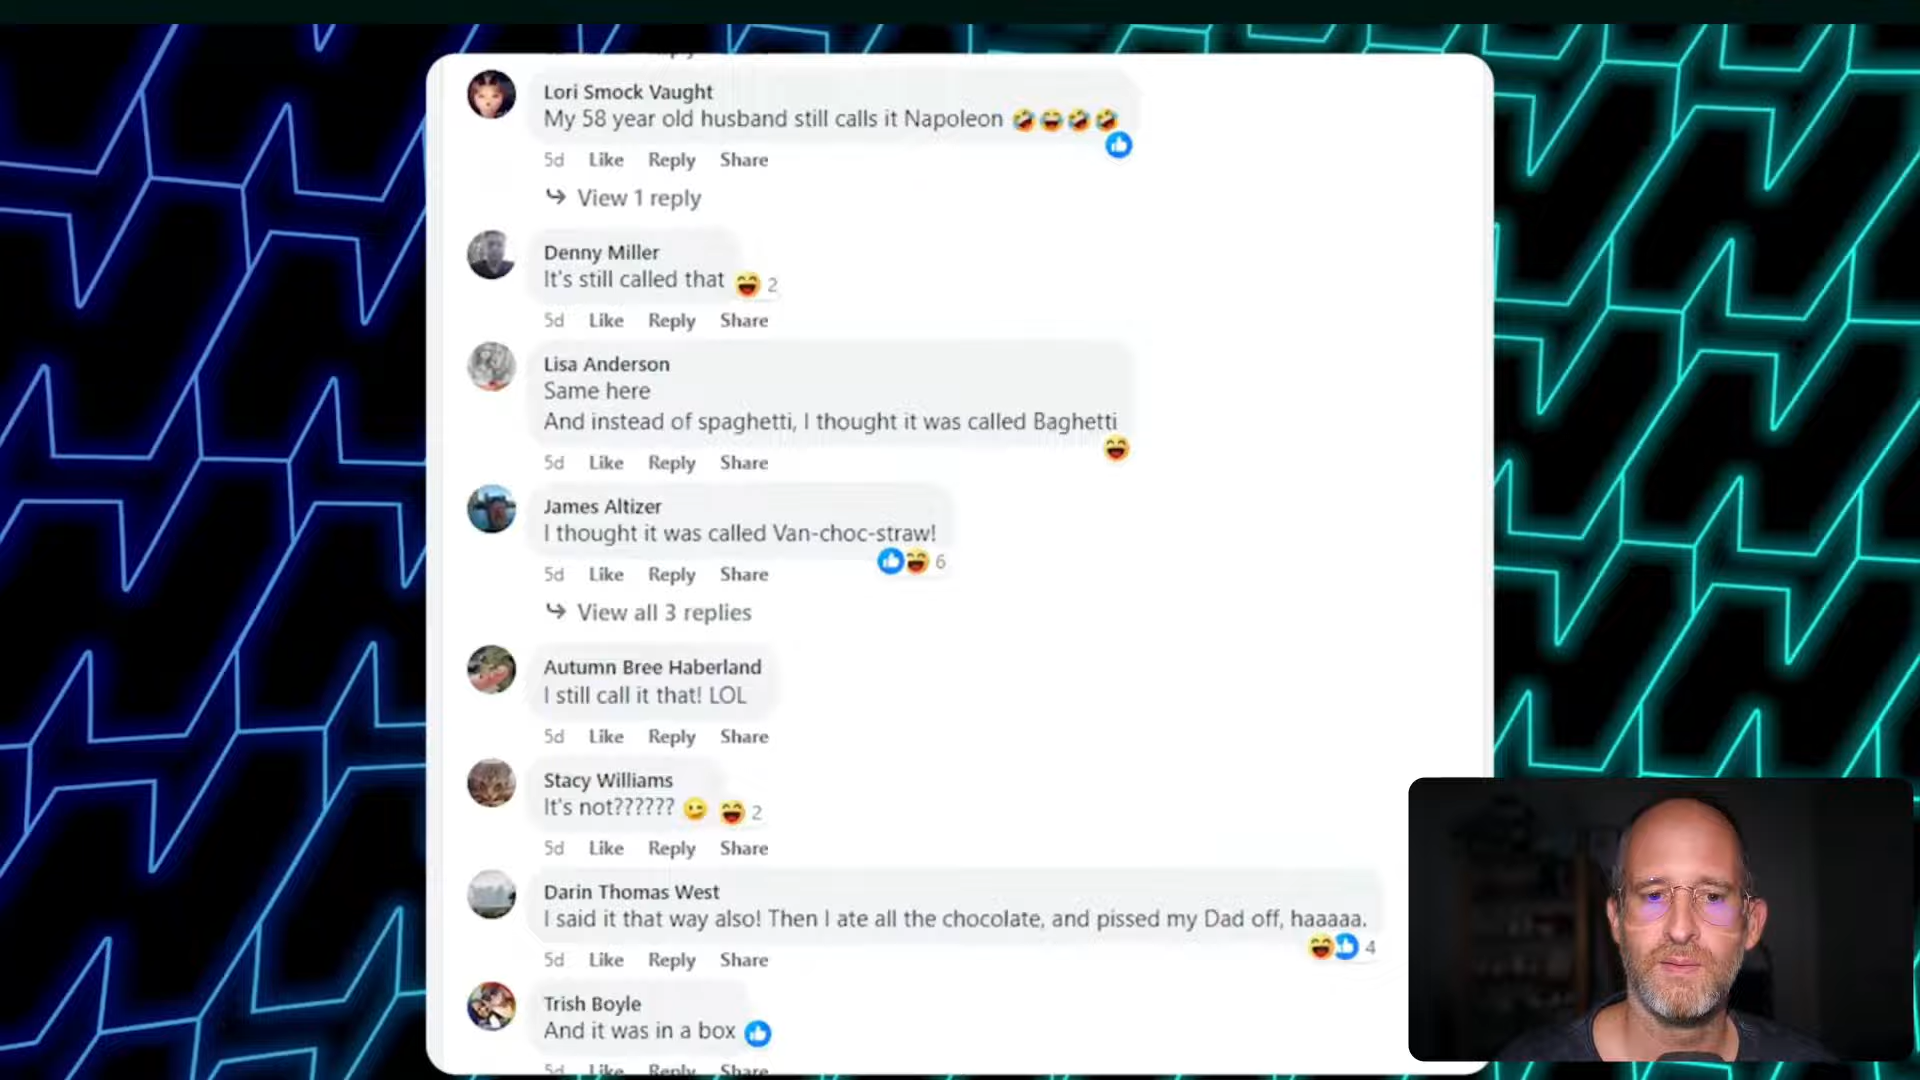 Lori Smock Vaught
My 58 year old husband still calls it Napoleon 🤣😂🤣🤣
5d Like Reply Share
View 1 reply
Denny Miller
It's still called that 2
5d Like Reply Share
Lisa Anderson
Same here
And instead of spaghetti, I thought it was called Baghetti
5d Like Reply Share
James Altizer
I thought it was called Van-choc-straw!
6
5d Like Reply Share
View all 3 replies
Autumn Bree Haberland
I still call it that! LOL
5d Like Reply Share
Stacy Williams
It's not?????? 🥴 2
5d Like Reply Share
Darin Thomas West
I said it that way also! Then I ate all the chocolate, and pissed my Dad off, haaaaa.
4
5d Like Reply Share
Trish Boyle
And it was in a box
5d Like Reply Share